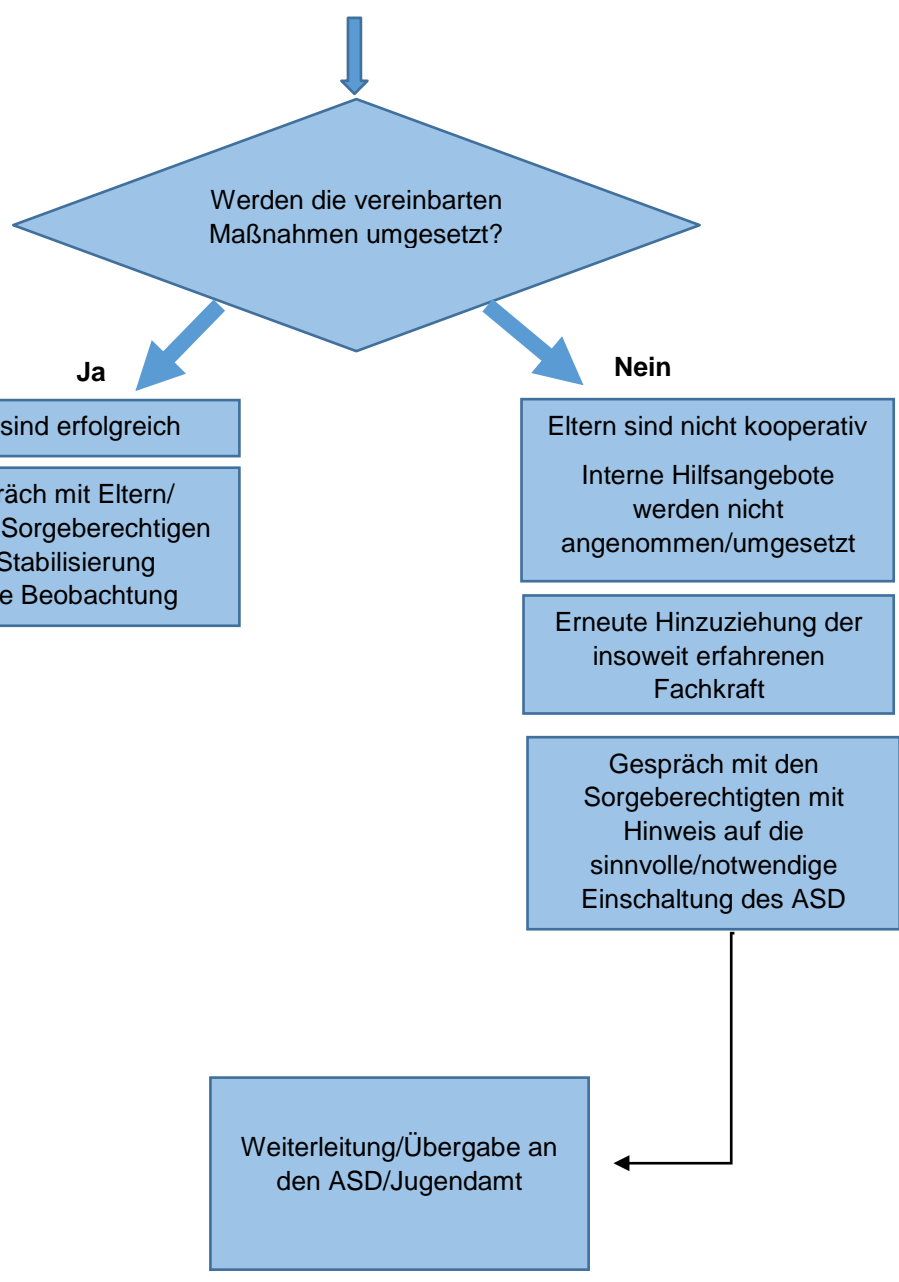 Werden die vereinbarten
Maßnahmen umgesetzt?
Ja
sind erfolgreich
mit Eltern/
Sorgeberechtigen
Stabilisierung
Beobachtung
Nein
Eltern sind nicht kooperativ
Interne Hilfsangebote
werden nicht
angenommen/umgesetzt
Erneute Hinzuziehung der
insoweit erfahrenen
Fachkraft
Gespräch mit den
Sorgeberechtigten mit
Hinweis auf die
sinnvolle/notwendige
Einschaltung des ASD
Weiterleitung/Übergabe an
den ASD/Jugendamt